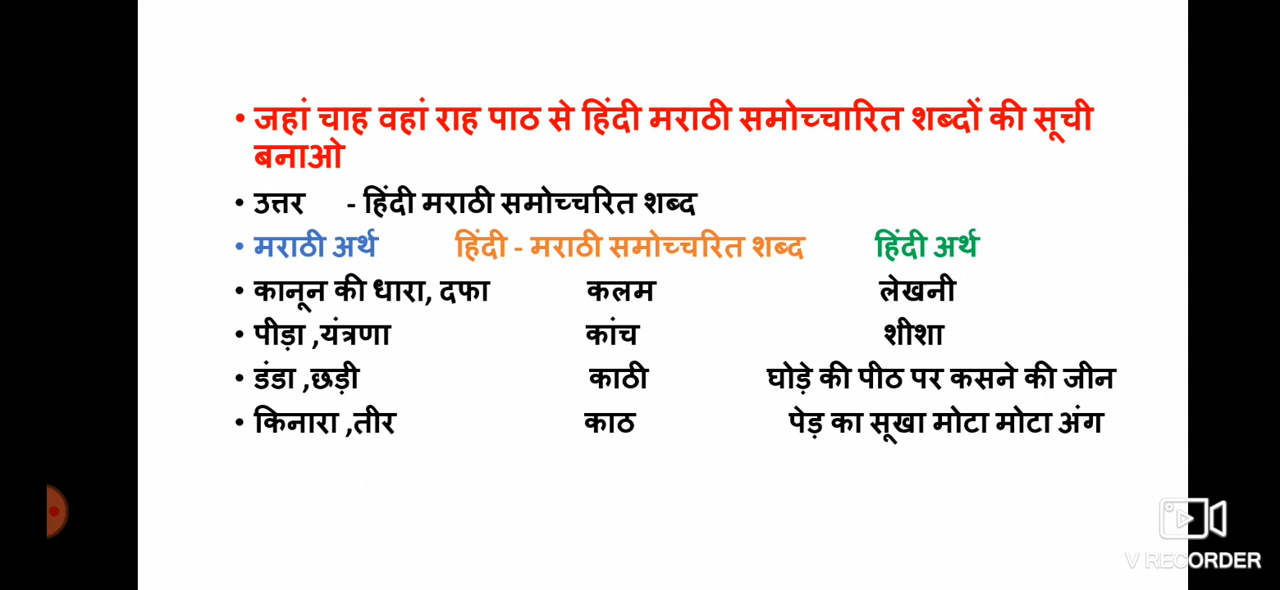 • जहां चाह वहां राह पाठ से हिंदी मराठी समोच्चारित शब्दों की सूची
बनाओ
• उत्तर - हिंदी मराठी समोच्चरित शब्द
• मराठी अर्थ हिंदी - मराठी समोच्चरित शब्द हिंदी अर्थ
• कानून की धारा, दफा कलम लेखनी
• पीड़ा ,यंत्रणा कांच शीशा
• डंडा ,छड़ी काठी घोड़े की पीठ पर कसने की जीन
• किनारा ,तीर काठ पेड़ का सूखा मोटा मोटा अंग
V RECORDER